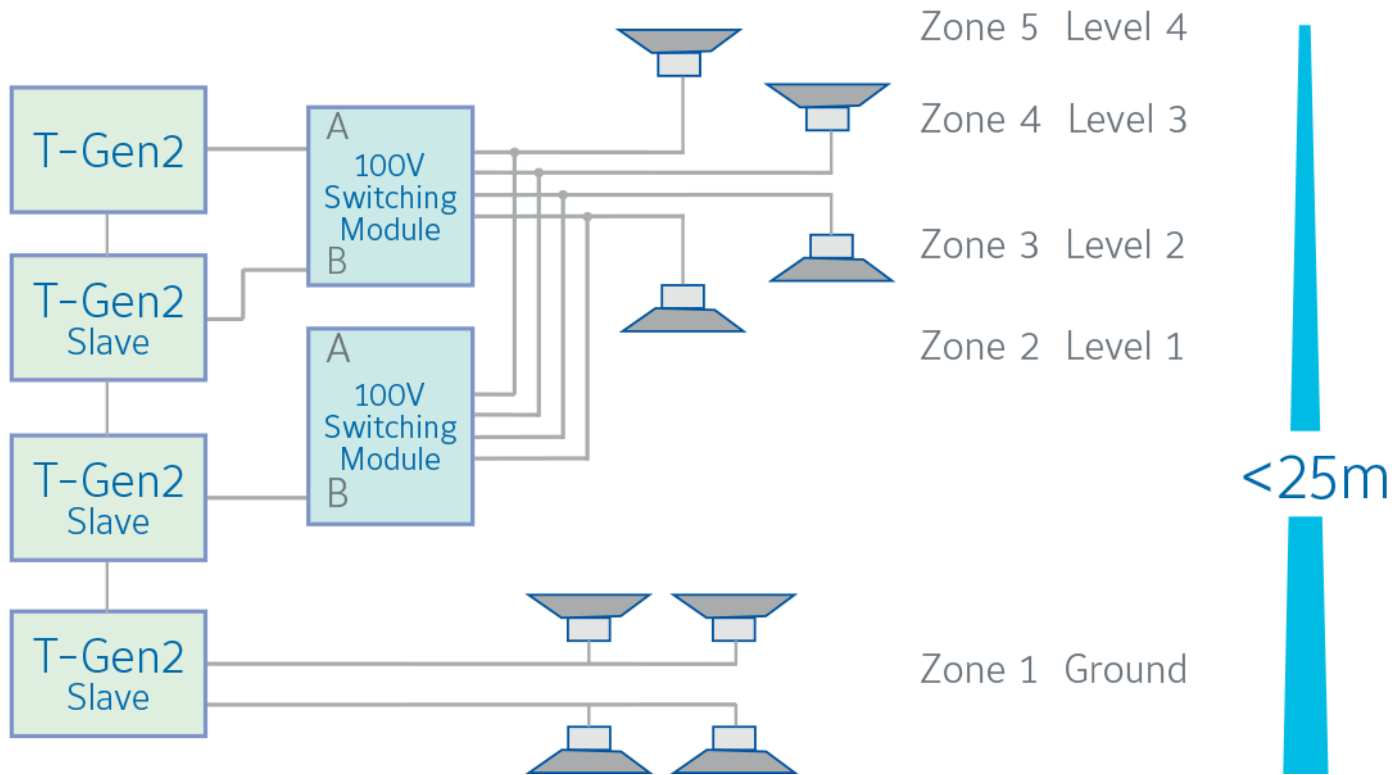 Zone 5 Level 4
T-Gen2
A
100V
Switching
Module
B
Zone 4 Level 3
T-Gen2
Slave
Zone 3 Level 2
A
100V
Switching
Module
B
Zone 2 Level 1
T-Gen2
Slave
<25m
T-Gen2
Slave
Zone 1 Ground